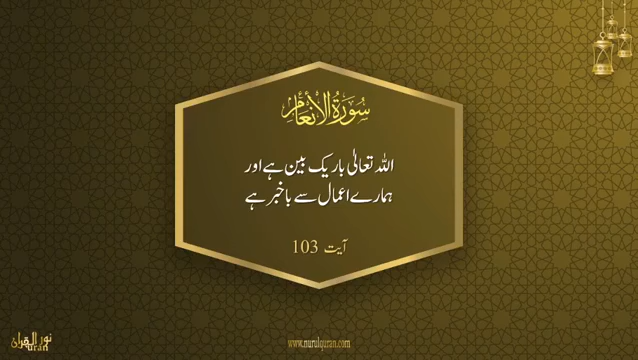 سُورَةُ الأَنْعَام
اللہ تعالیٰ باریک بین ہے اور
ہمارے اعمال سے باخبر ہے
آیت 103
نور القرآن
uran
www.nurulquran.com